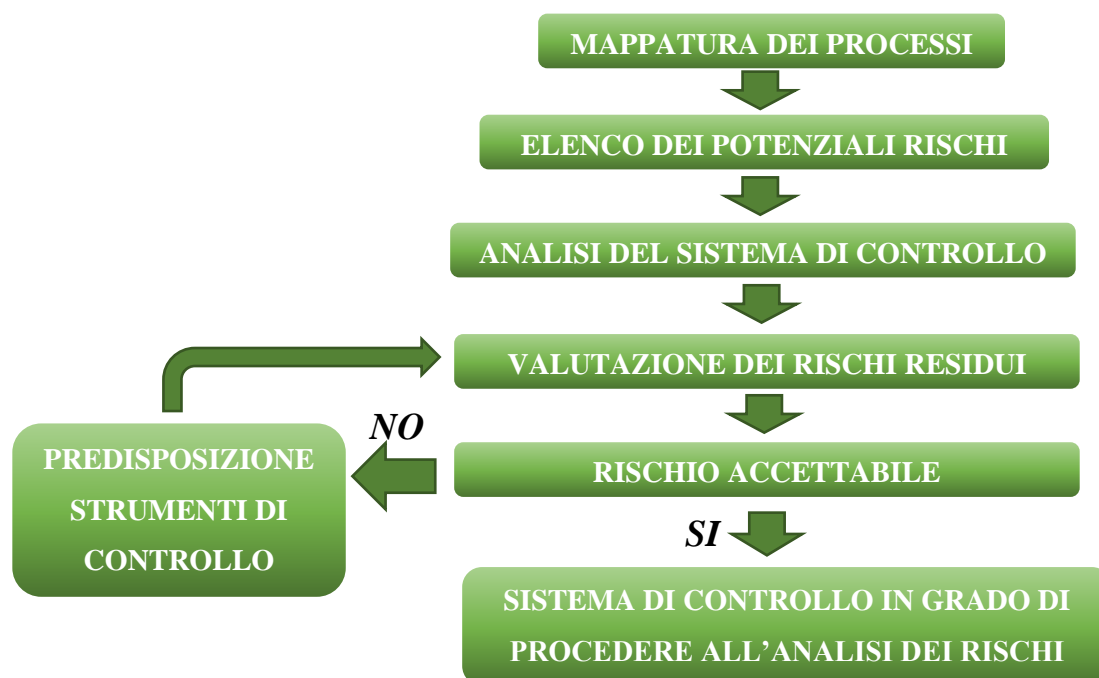 MAPPATURA DEI PROCESSI
ELENCO DEI POTENZIALI RISCHI
ANALISI DEL SISTEMA DI CONTROLLO
VALUTAZIONE DEI RISCHI RESIDUI
RISCHIO ACCETTABILE
NO
PREDISPOSIZIONE
STRUMENTI DI
CONTROLLO
SI
SISTEMA DI CONTROLLO IN GRADO DI
PROCEDERE ALL’ANALISI DEI RISCHI